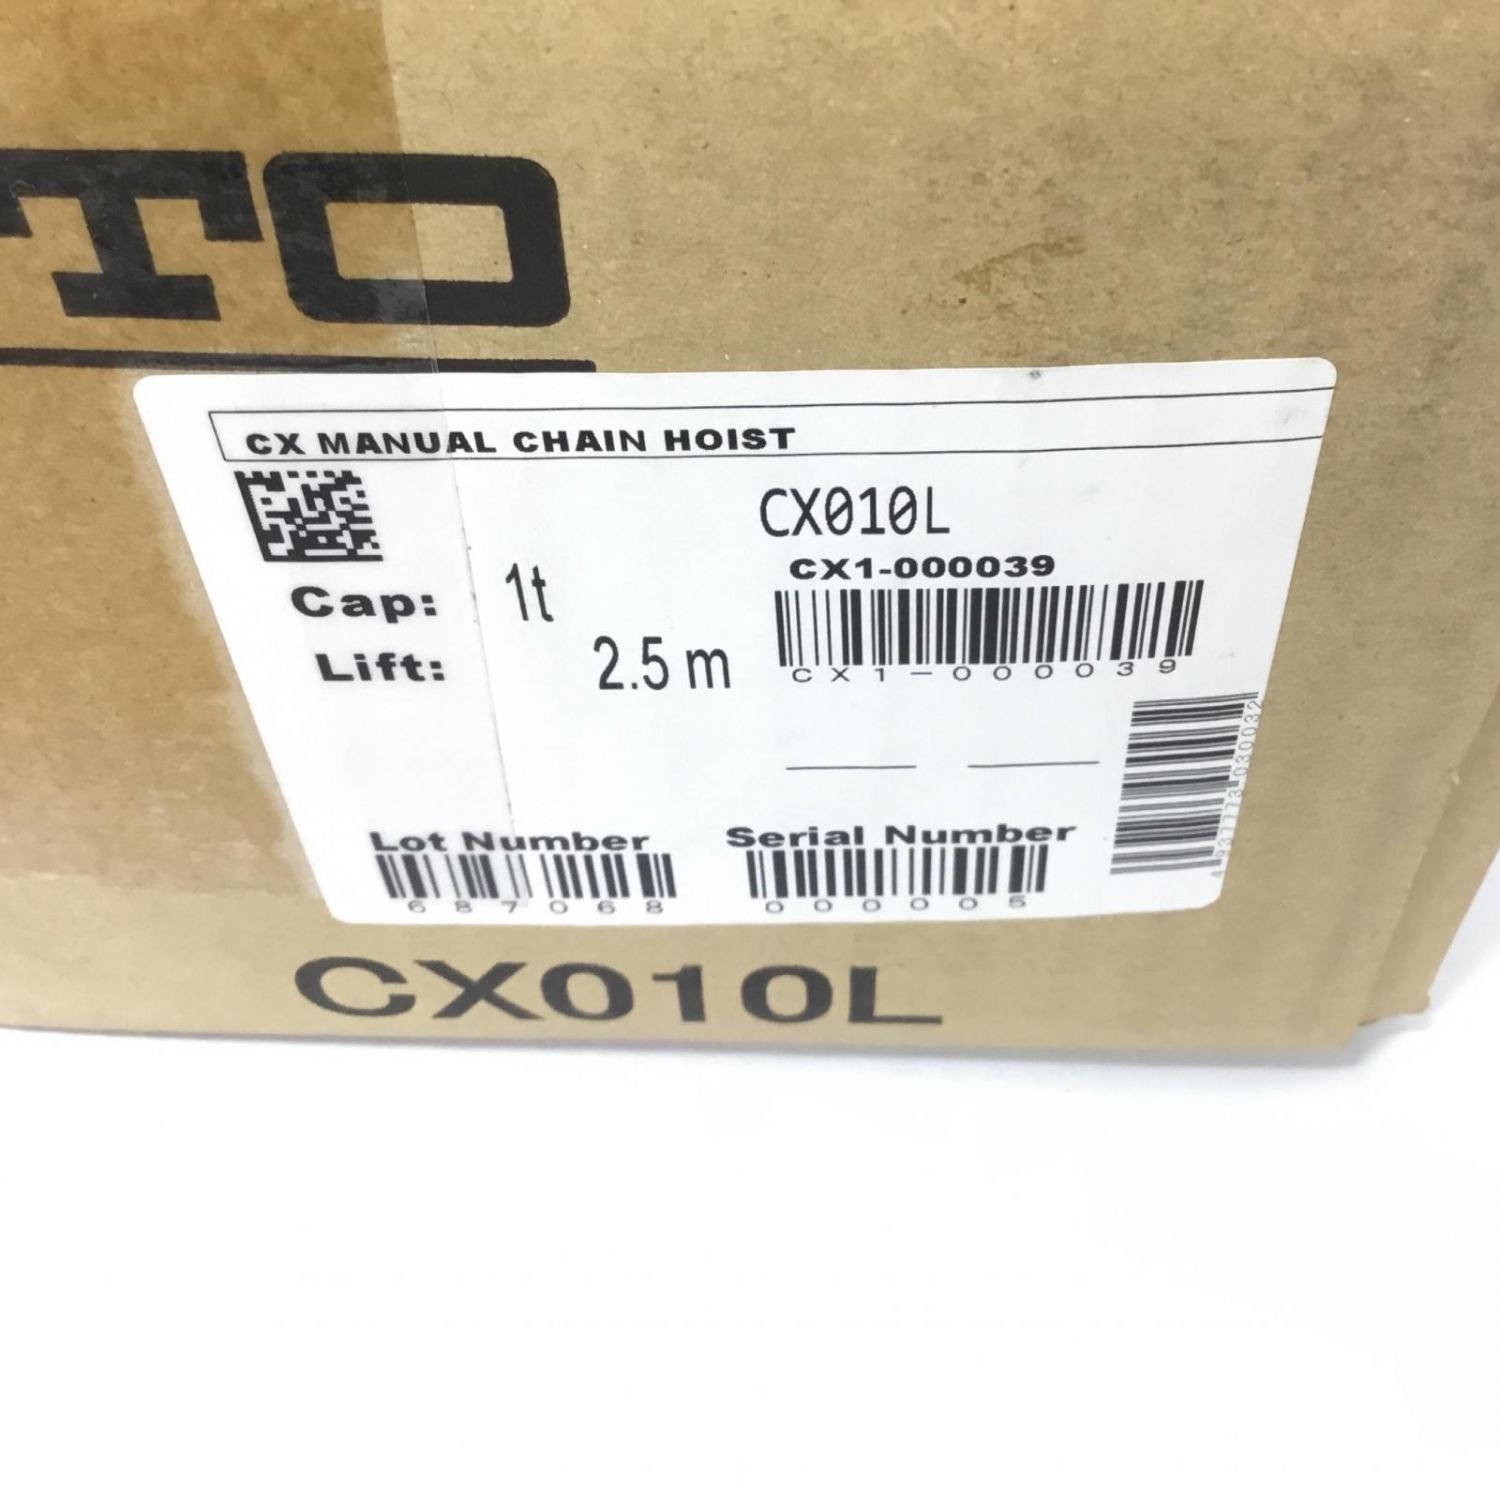 TO
CX MANUAL CHAIN HOIST
CX010L
CX1-000039
Cap: 1t
Lift: 2.5 m
CX1-000039
4937773030032
Lot Number
687068
Serial Number
000005
CX010L